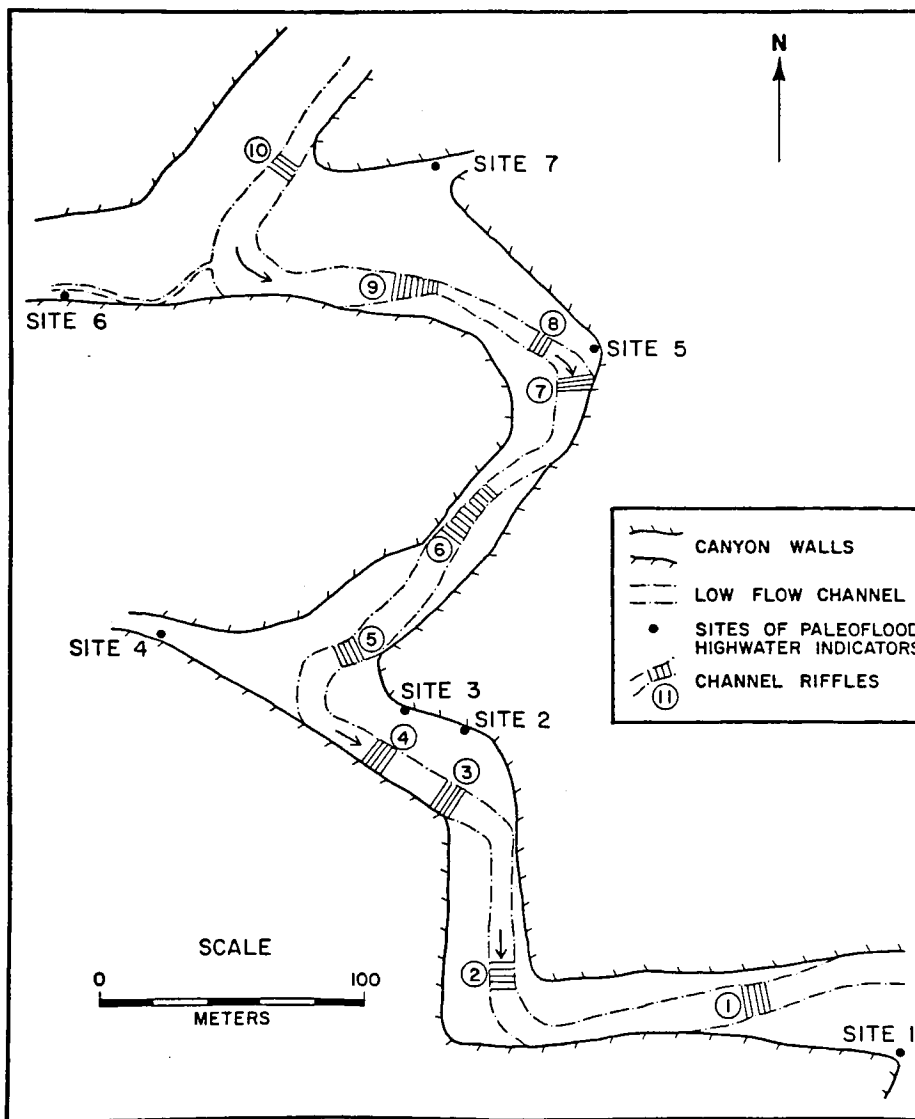 N
10
SITE 7
9
SITE 6
8
SITE 5
7
6
CANYON WALLS
LOW FLOW CHANNEL
SITES OF PALEOFLOOD
HIGHWATER INDICATORS
CHANNEL RIFFLES
11
5
SITE 4
SITE 3
SITE 2
4
3
SCALE
0 100
METERS
2
1
SITE 1